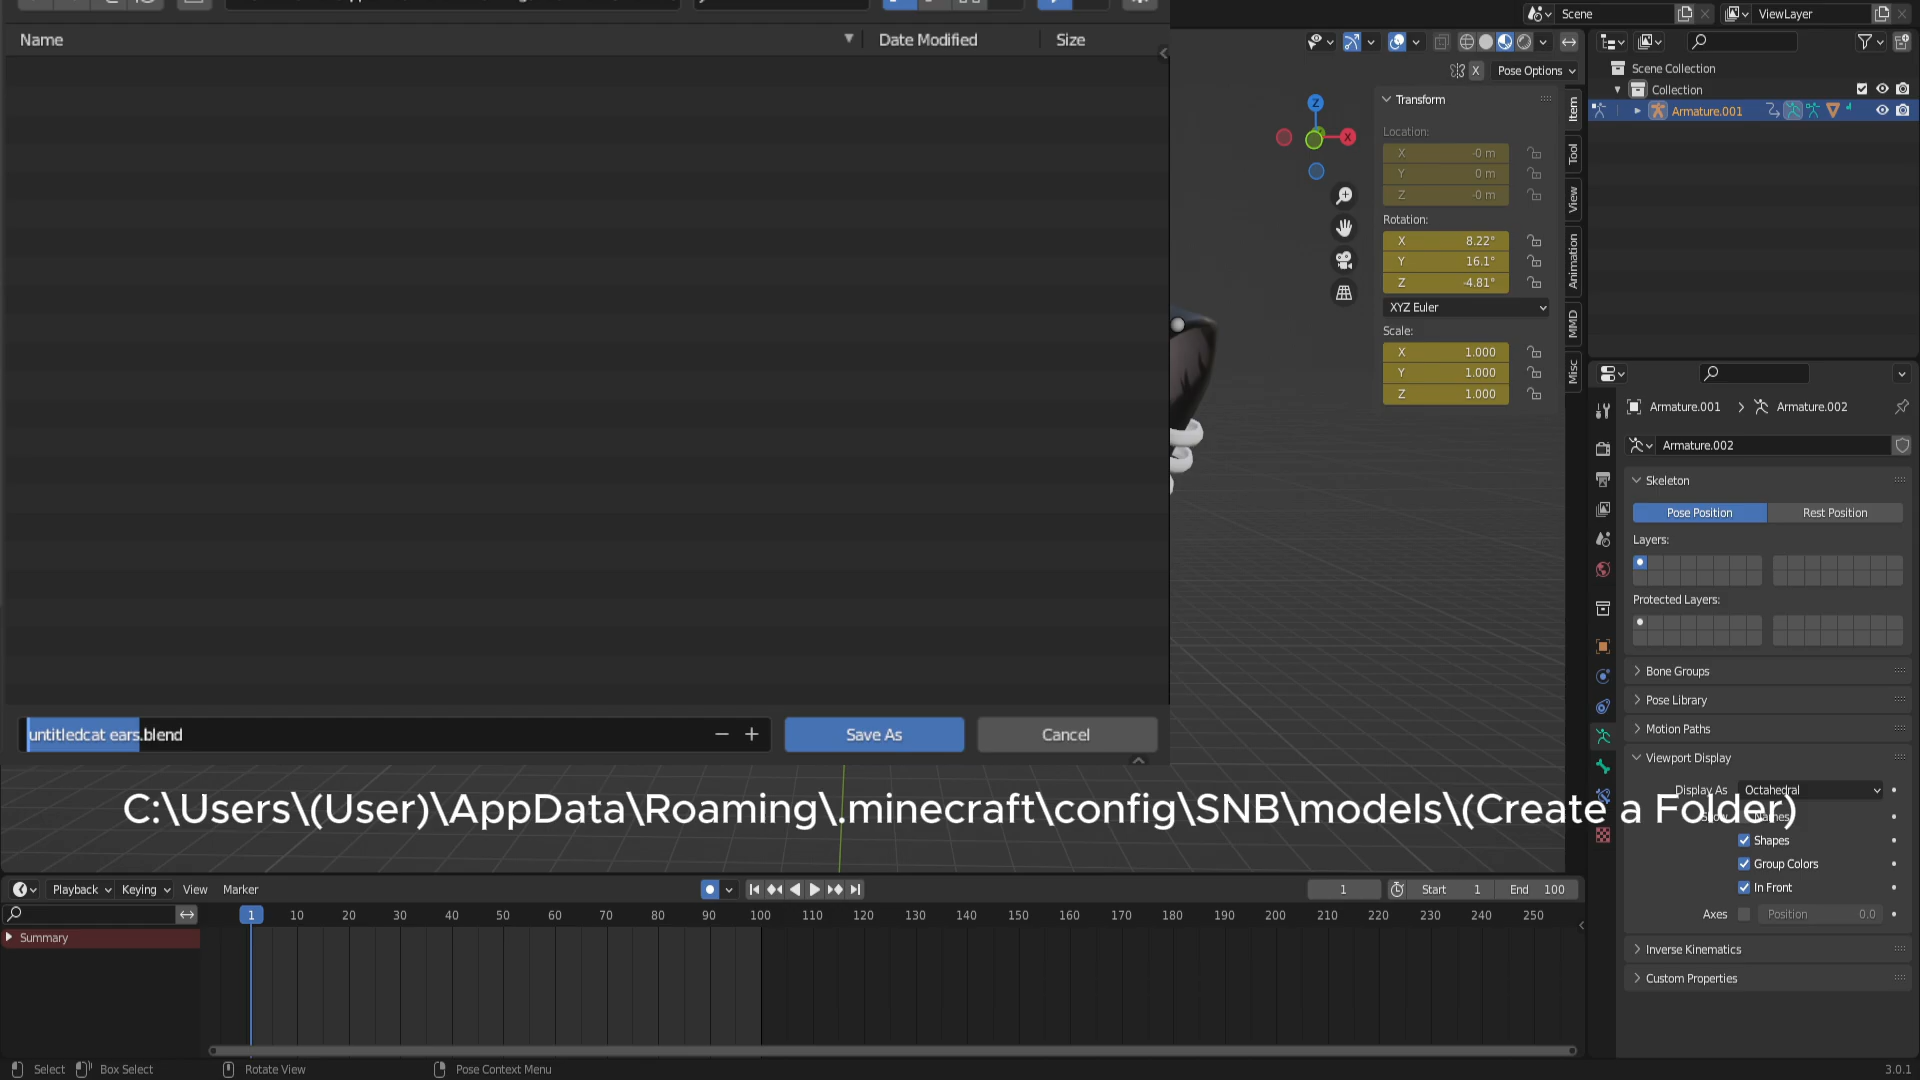 Scene
ViewLayer
Name
Date Modified
Size
X
Pose Options
Scene Collection
Collection
Armature.001
Z
X
Transform
Location:
X -0 m
Y 0 m
Z -0 m
Rotation:
X 8.22°
Y 16.1°
Z -4.81°
XYZ Euler
Scale:
X 1.000
Y 1.000
Z 1.000
Item
Tool
View
Animation
MMD
Misc
Armature.001 Armature.002
Armature.002
Skeleton
Pose Position
Rest Position
Layers:
Protected Layers:
Bone Groups
Pose Library
Motion Paths
Viewport Display
Display As Octahedral
Names
Shapes
Group Colors
In Front
Axes Position 0.0
Inverse Kinematics
Custom Properties
untitledcat ears.blend
Save As
Cancel
C:\Users\(User)\AppData\Roaming\.minecraft\config\SNB\models\(Create a Folder)
Playback
Keying
View
Marker
1
Start 1
End 100
1 10 20 30 40 50 60 70 80 90 100 110 120 130 140 150 160 170 180 190 200 210 220 230 240 250
Summary
Select
Box Select
Rotate View
Pose Context Menu
3.0.1